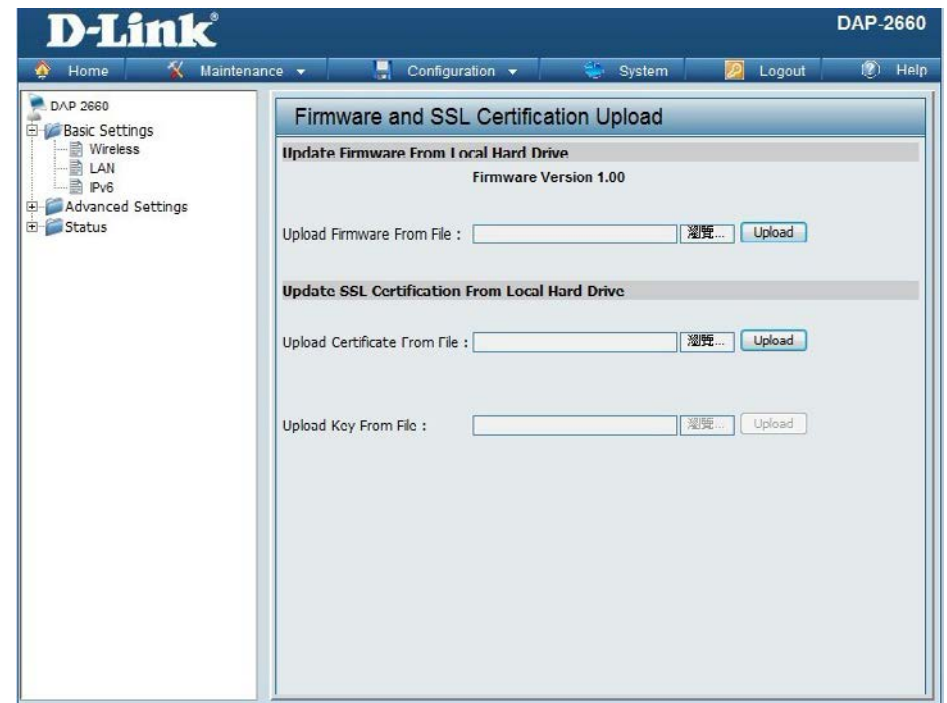 D-Link®
DAP-2660
Home Maintenance Configuration System Logout Help
DAP 2660
Basic Settings
Wireless
LAN
IPv6
Advanced Settings
Status
Firmware and SSL Certification Upload
Update Firmware From Local Hard Drive
Firmware Version 1.00
Upload Firmware From File : 瀏覽... Upload
Update SSL Certification From Local Hard Drive
Upload Certificate From File : 瀏覽... Upload
Upload Key From File : 瀏覽... Upload